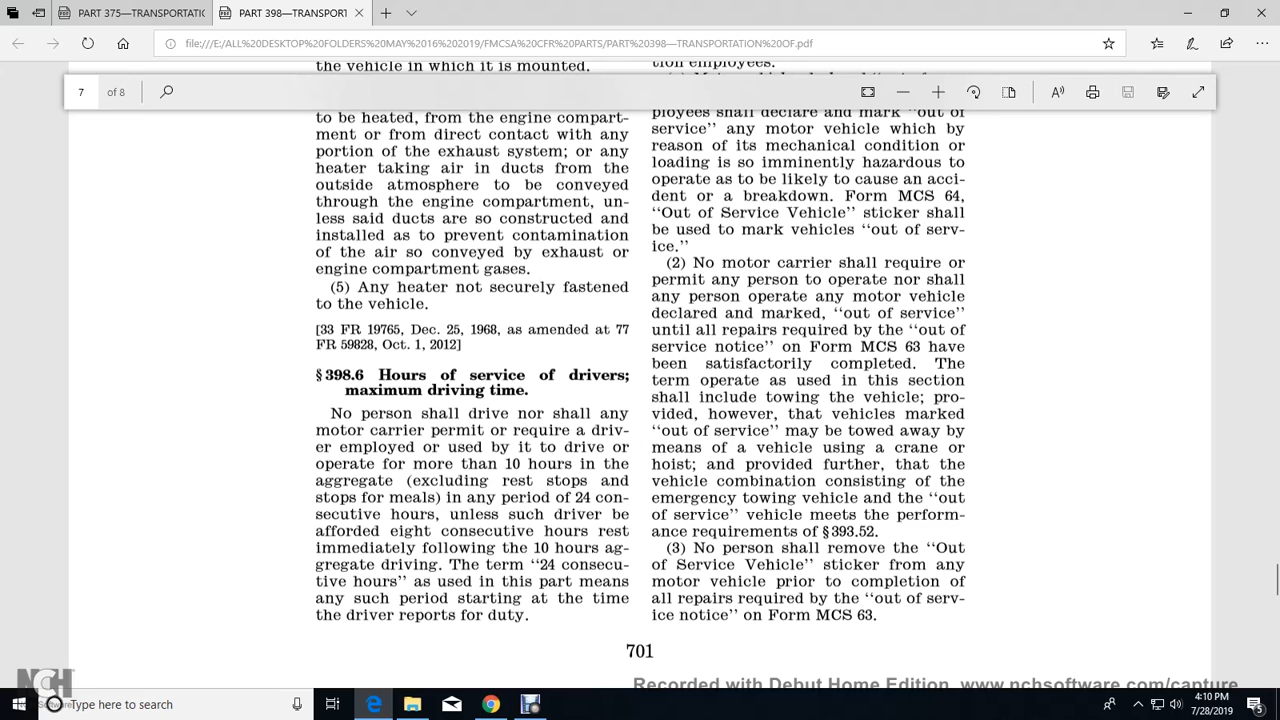 PART 375—TRANSPORTATIC
PART 398—TRANSPORT
file:///E:/ALL%20DESKTOP%20FOLDERS%20MAY%2016%202019/FMCSA%20CFR%20PARTS/PART%20398—TRANSPORTATION%20OF.pdf
7 of 8
the vehicle in which it is mounted.
to be heated, from the engine compart-
ment or from direct contact with any
portion of the exhaust system; or any
heater taking air in ducts from the
outside atmosphere to be conveyed
through the engine compartment, un-
less said ducts are so constructed and
installed as to prevent contamination
of the air so conveyed by exhaust or
engine compartment gases.
(5) Any heater not securely fastened
to the vehicle.
[33 FR 19765, Dec. 25, 1968, as amended at 77
FR 59828, Oct. 1, 2012]
§398.6 Hours of service of drivers;
maximum driving time.
No person shall drive nor shall any
motor carrier permit or require a driv-
er employed or used by it to drive or
operate for more than 10 hours in the
aggregate (excluding rest stops and
stops for meals) in any period of 24 con-
secutive hours, unless such driver be
afforded eight consecutive hours rest
immediately following the 10 hours ag-
gregate driving. The term ‘‘24 consecu-
tive hours’’ as used in this part means
any such period starting at the time
the driver reports for duty.
tion employees.
ployees shall declare and mark ‘‘out of
service’’ any motor vehicle which by
reason of its mechanical condition or
loading is so imminently hazardous to
operate as to be likely to cause an acci-
dent or a breakdown. Form MCS 64,
‘‘Out of Service Vehicle’’ sticker shall
be used to mark vehicles ‘‘out of serv-
ice.’’
(2) No motor carrier shall require or
permit any person to operate nor shall
any person operate any motor vehicle
declared and marked, ‘‘out of service’’
until all repairs required by the ‘‘out of
service notice’’ on Form MCS 63 have
been satisfactorily completed. The
term operate as used in this section
shall include towing the vehicle; pro-
vided, however, that vehicles marked
‘‘out of service’’ may be towed away by
means of a vehicle using a crane or
hoist; and provided further, that the
vehicle combination consisting of the
emergency towing vehicle and the ‘‘out
of service’’ vehicle meets the perform-
ance requirements of §393.52.
(3) No person shall remove the ‘‘Out
of Service Vehicle’’ sticker from any
motor vehicle prior to completion of
all repairs required by the ‘‘out of serv-
ice notice’’ on Form MCS 63.
701
Recorded with Debut Home Edition www.nchsoftware.com/capture
NCH
Software
Type here to search
4:10 PM
7/28/2019